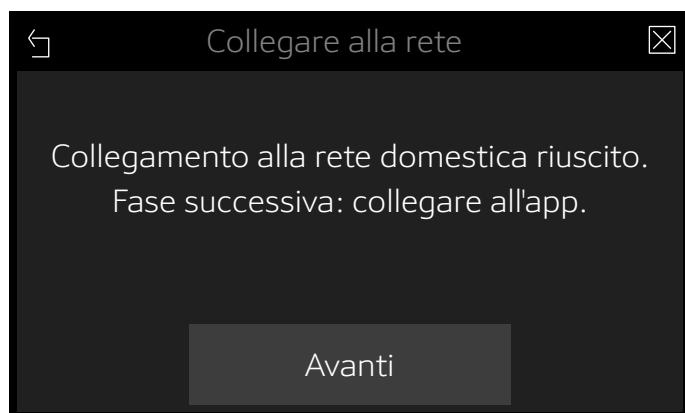 Collegare alla rete
Collegamento alla rete domestica riuscito.
Fase successiva: collegare all'app.
Avanti